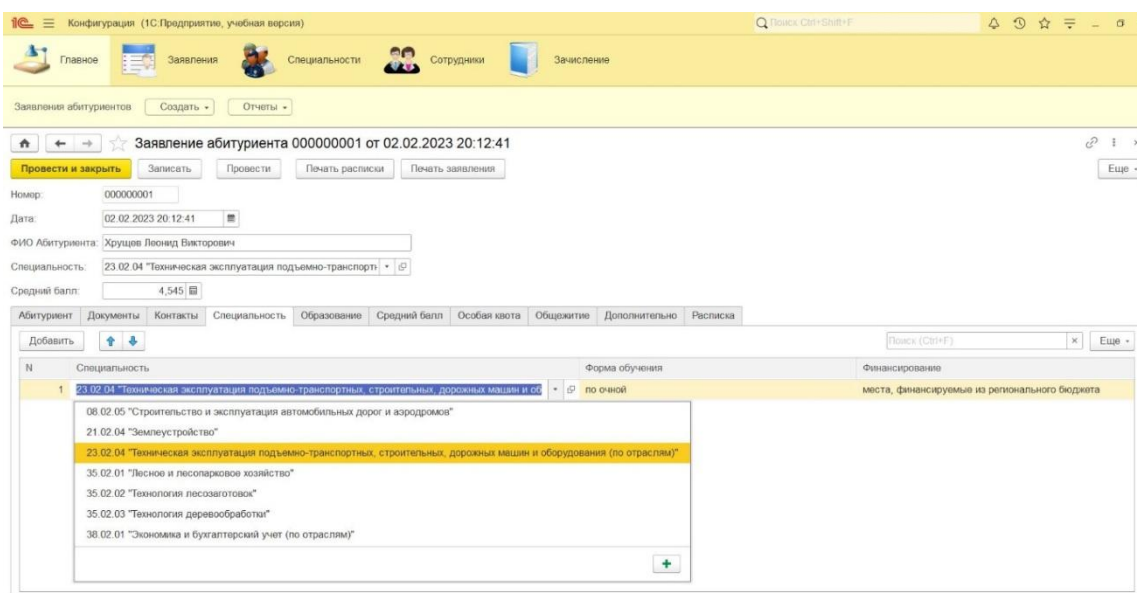 1С Конфигурация (1С:Предприятие, учебная версия) Поиск Ctrl+Shift+F
Главное Заявления Специальности Сотрудники Зачисление
Заявления абитуриентов Создать Отчеты
Заявление абитуриента 000000001 от 02.02.2023 20:12:41
Провести и закрыть Записать Провести Печать расписки Печать заявления Еще
Номер: 000000001
Дата: 02.02.2023 20:12:41
ФИО Абитуриента: Хрущев Леонид Викторович
Специальность: 23.02.04 "Техническая эксплуатация подъемно-транспортн
Средний балл: 4,545
Абитуриент Документы Контакты Специальность Образование Средний балл Особая квота Общежитие Дополнительно Расписка
Добавить Поиск (Ctrl+F) × Еще
N Специальность Форма обучения Финансирование
1 23.02.04 "Техническая эксплуатация подъемно-транспортных, строительных, дорожных машин и об по очной места, финансируемые из регионального бюджета
08.02.05 "Строительство и эксплуатация автомобильных дорог и аэродромов"
21.02.04 "Землеустройство"
23.02.04 "Техническая эксплуатация подъемно-транспортных, строительных, дорожных машин и оборудования (по отраслям)"
35.02.01 "Лесное и лесопарковое хозяйство"
35.02.02 "Технология лесозаготовок"
35.02.03 "Технология деревообработки"
38.02.01 "Экономика и бухгалтерский учет (по отраслям)"